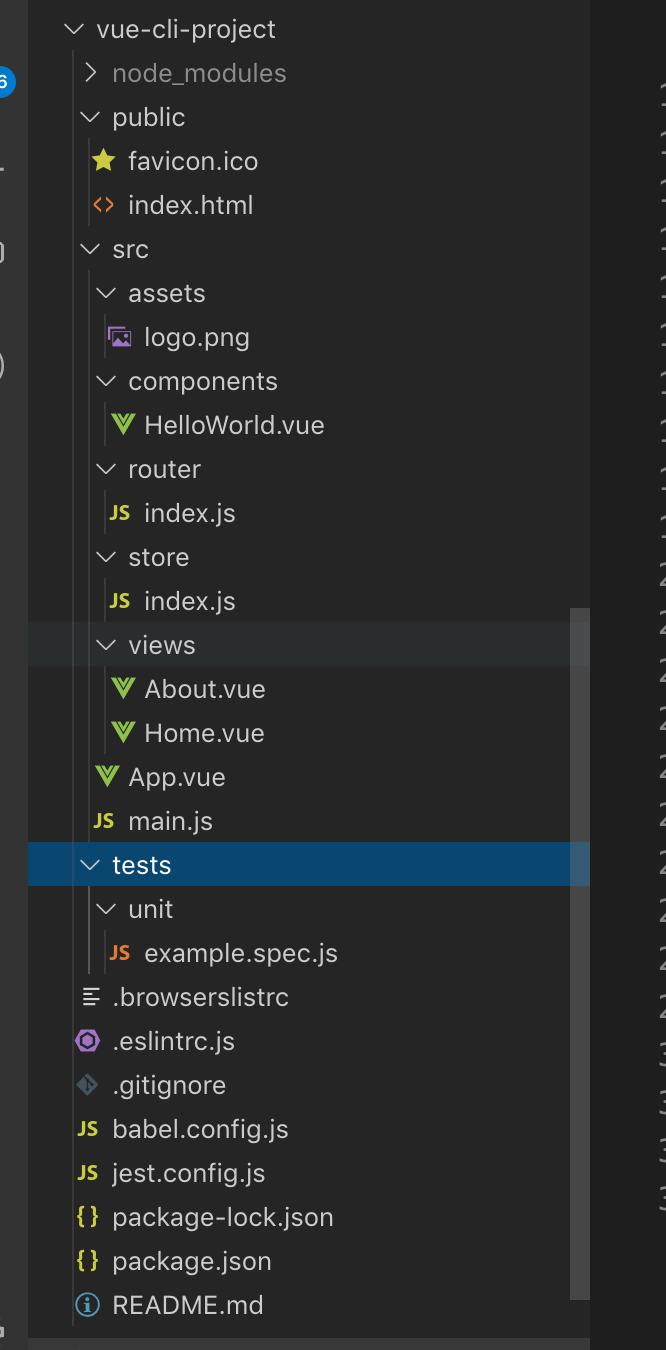 vue-cli-project
node_modules
public
favicon.ico
index.html
src
assets
logo.png
components
HelloWorld.vue
router
JS index.js
store
JS index.js
views
About.vue
Home.vue
App.vue
JS main.js
tests
unit
JS example.spec.js
.browserslistrc
.eslintrc.js
.gitignore
JS babel.config.js
JS jest.config.js
{ } package-lock.json
{ } package.json
README.md